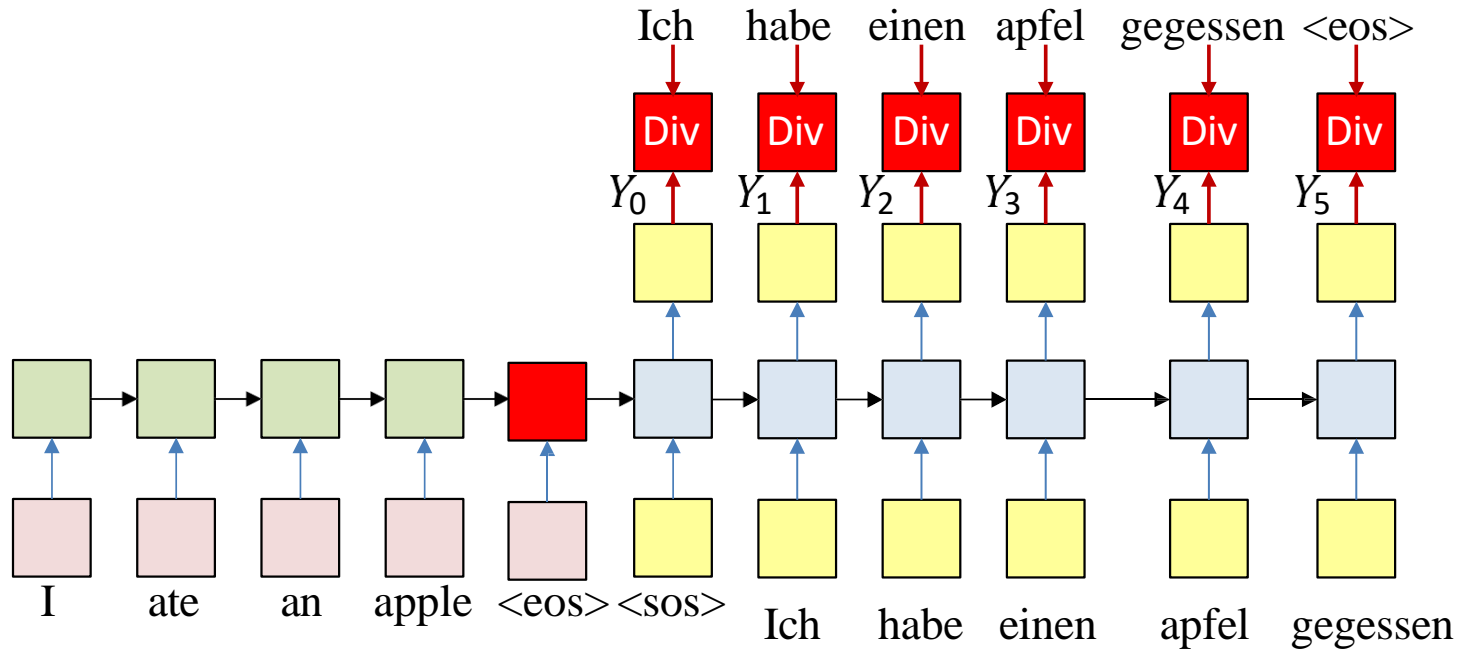 Ich habe einen apfel gegessen <eos>
Div Div Div Div Div Div
Y₀ Y₁ Y₂ Y₃ Y₄ Y₅
I ate an apple <eos> <sos>
Ich habe einen apfel gegessen